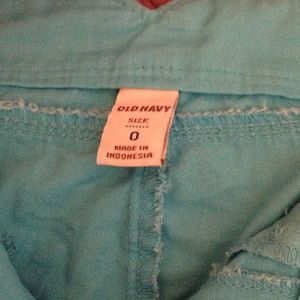 OLD NAVY
SIZE
0
MADE IN
INDONESIA